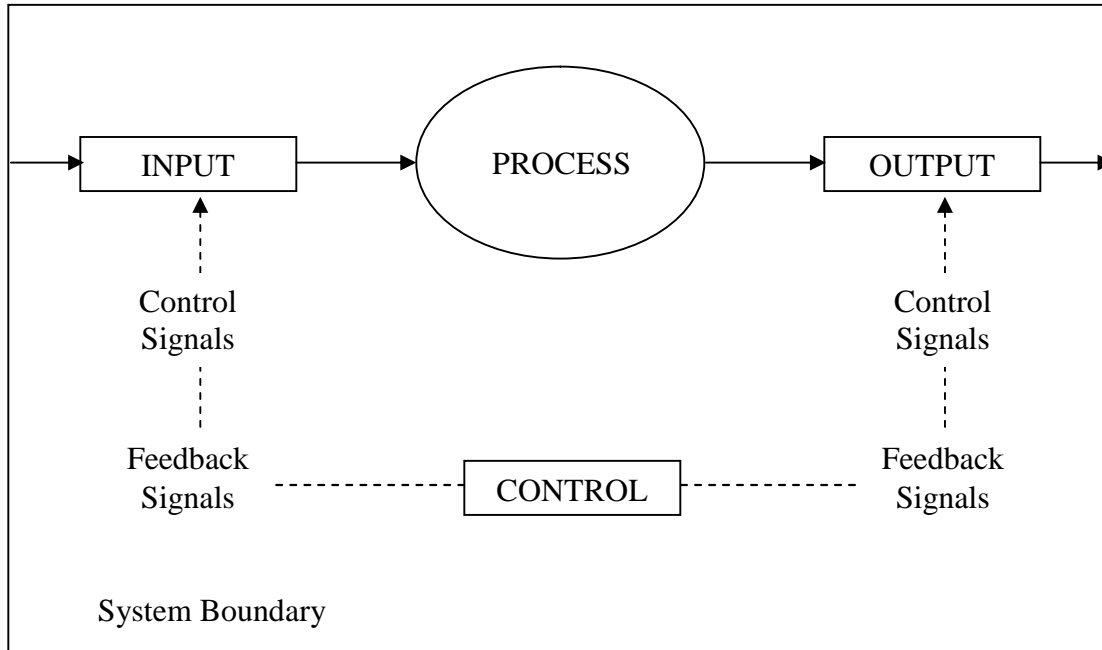 INPUT
PROCESS
OUTPUT
Control
Signals
Control
Signals
Feedback
Signals
CONTROL
Feedback
Signals
System Boundary